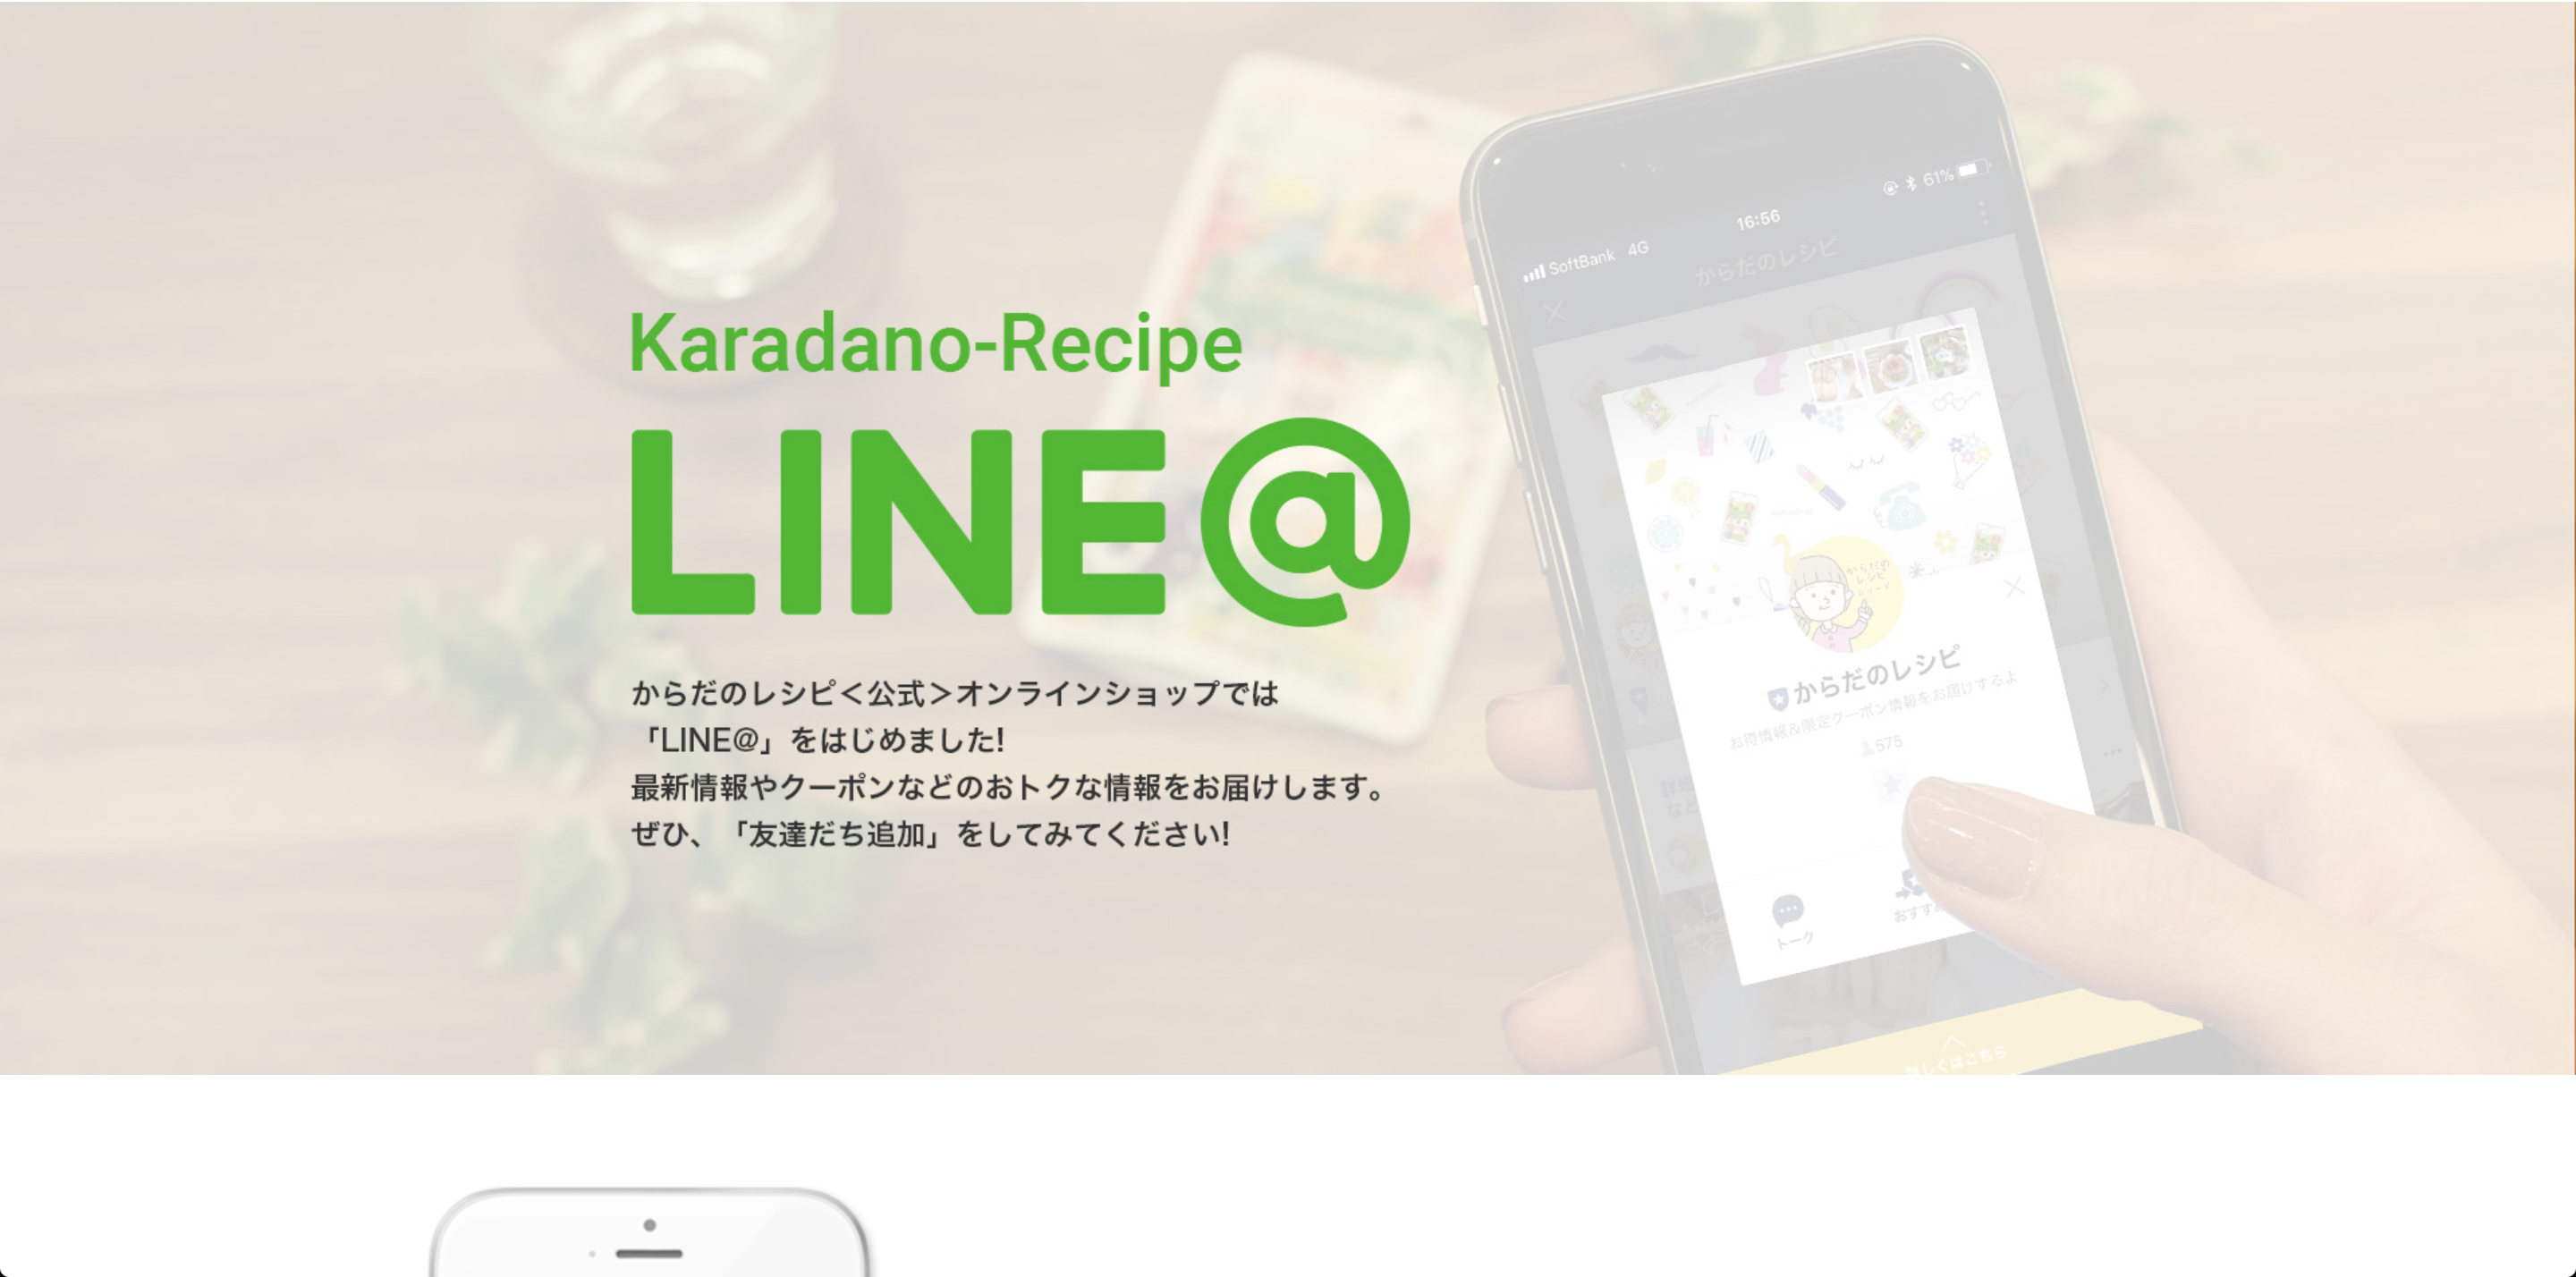 Karadano-Recipe
LINE@
からだのレシピ＜公式＞オンラインショップでは
「LINE@」をはじめました!
最新情報やクーポンなどのおトクな情報をお届けします。
ぜひ、「友達だち追加」をしてみてください!
SoftBank 4G
16:56
61%
からだのレシピ
からだのレシピ
お得情報&限定クーポン情報をお届けするよ
575
トーク
おすす
詳しくはこちら